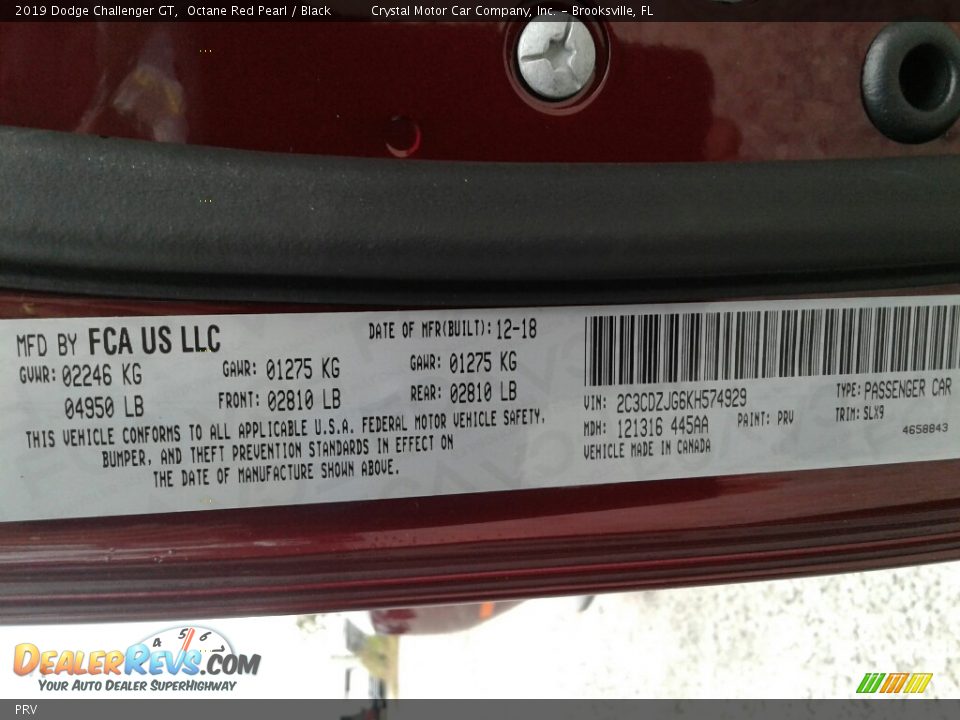 2019 Dodge Challenger GT, Octane Red Pearl / Black Crystal Motor Car Company, Inc. - Brooksville, FL
MFD BY FCA US LLC DATE OF MFR(BUILT): 12-18
GVWR: 02246 KG GAWR: 01275 KG GAWR: 01275 KG
04950 LB FRONT: 02810 LB REAR: 02810 LB
THIS VEHICLE CONFORMS TO ALL APPLICABLE U.S.A. FEDERAL MOTOR VEHICLE SAFETY,
BUMPER, AND THEFT PREVENTION STANDARDS IN EFFECT ON
THE DATE OF MANUFACTURE SHOWN ABOVE.
VIN: 2C3CDZJG6KH574929 TYPE: PASSENGER CAR
MDH: 121316 445AA PAINT: PRV TRIM: SLX9
VEHICLE MADE IN CANADA 4658843
4 5 6
DEALERREVS.COM
YOUR AUTO DEALER SUPERHIGHWAY
PRV